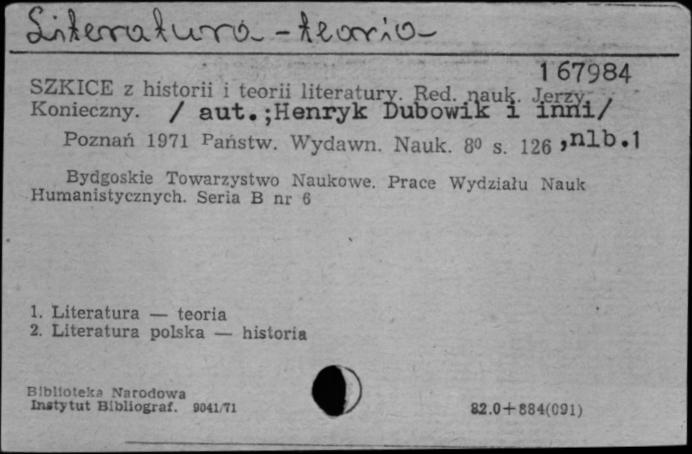 Literatura - teoria
167984
SZKICE z historii i teorii literatury. Red. nauk. Jerzy
Konieczny. / aut.;Henryk Dubowik i inni/
Poznań 1971 Państw. Wydawn. Nauk. 8⁰ s. 126 ,nlb.1
Bydgoskie Towarzystwo Naukowe. Prace Wydziału Nauk
Humanistycznych. Seria B nr 6
1. Literatura — teoria
2. Literatura polska — historia
Biblioteka Narodowa
Instytut Bibliograf. 9041/71
82.0+884(091)